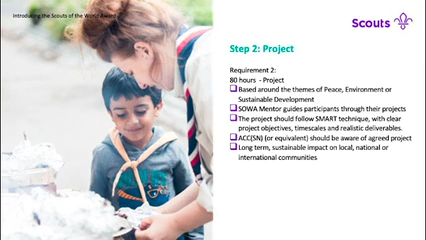 Introducing the Scouts of the World Award
Scouts
Step 2: Project
Requirement 2:
80 hours - Project
Based around the themes of Peace, Environment or
Sustainable Development
SOWA Mentor guides participants through their projects
The project should follow SMART technique, with clear
project objectives, timescales and realistic deliverables.
ACC(SN) (or equivalent) should be aware of agreed project
Long term, sustainable impact on local, national or
international communities